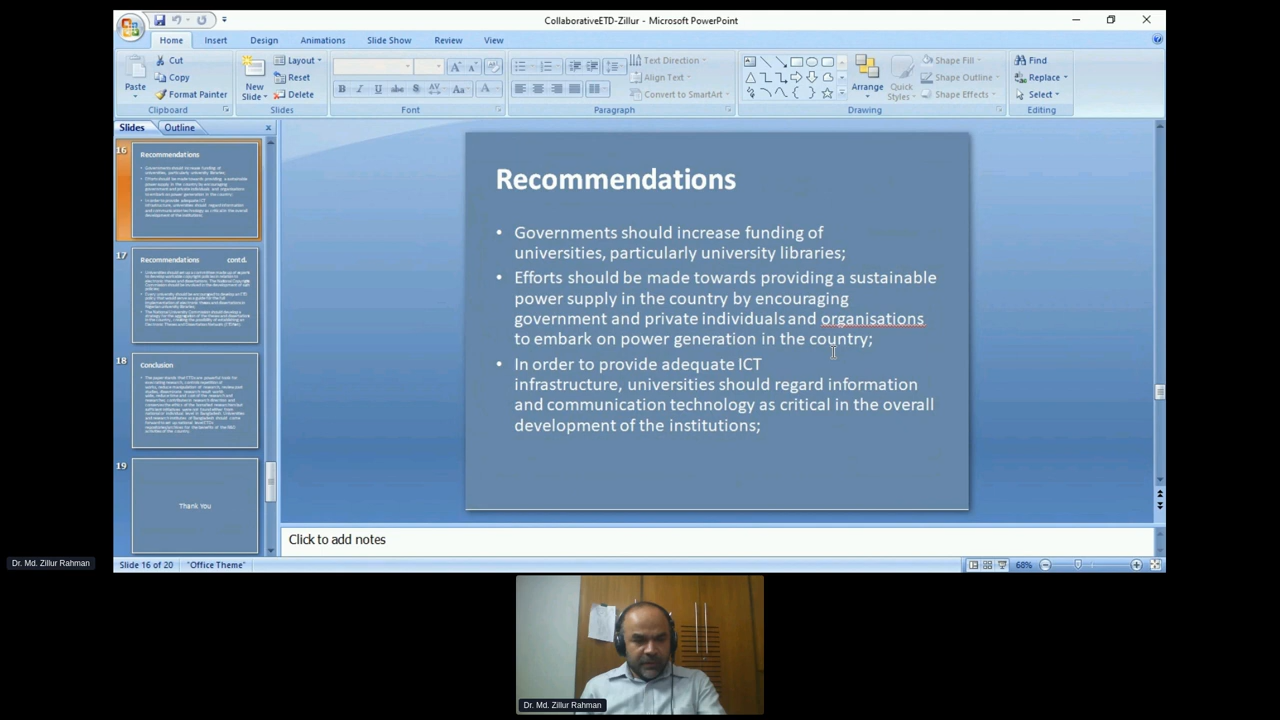 CollaborativeETD-Zillur - Microsoft PowerPoint
Home Insert Design Animations Slide Show Review View
Paste
Cut
Copy
Format Painter
Clipboard
New
Slide
Layout
Reset
Delete
Slides
B I U abc S AV Aa A
Font
Text Direction
Align Text
Convert to SmartArt
Paragraph
Arrange
Quick
Styles
Shape Fill
Shape Outline
Shape Effects
Drawing
Find
Replace
Select
Editing
Slides Outline
16
Recommendations
17
Recommendations contd.
18
Conclusion
19
Thank You
Recommendations
• Governments should increase funding of
universities, particularly university libraries;
• Efforts should be made towards providing a sustainable
power supply in the country by encouraging
government and private individuals and organisations
to embark on power generation in the country;
• In order to provide adequate ICT
infrastructure, universities should regard information
and communication technology as critical in the overall
development of the institutions;
Click to add notes
Slide 16 of 20 "Office Theme" 68%
Dr. Md. Zillur Rahman
Dr. Md. Zillur Rahman